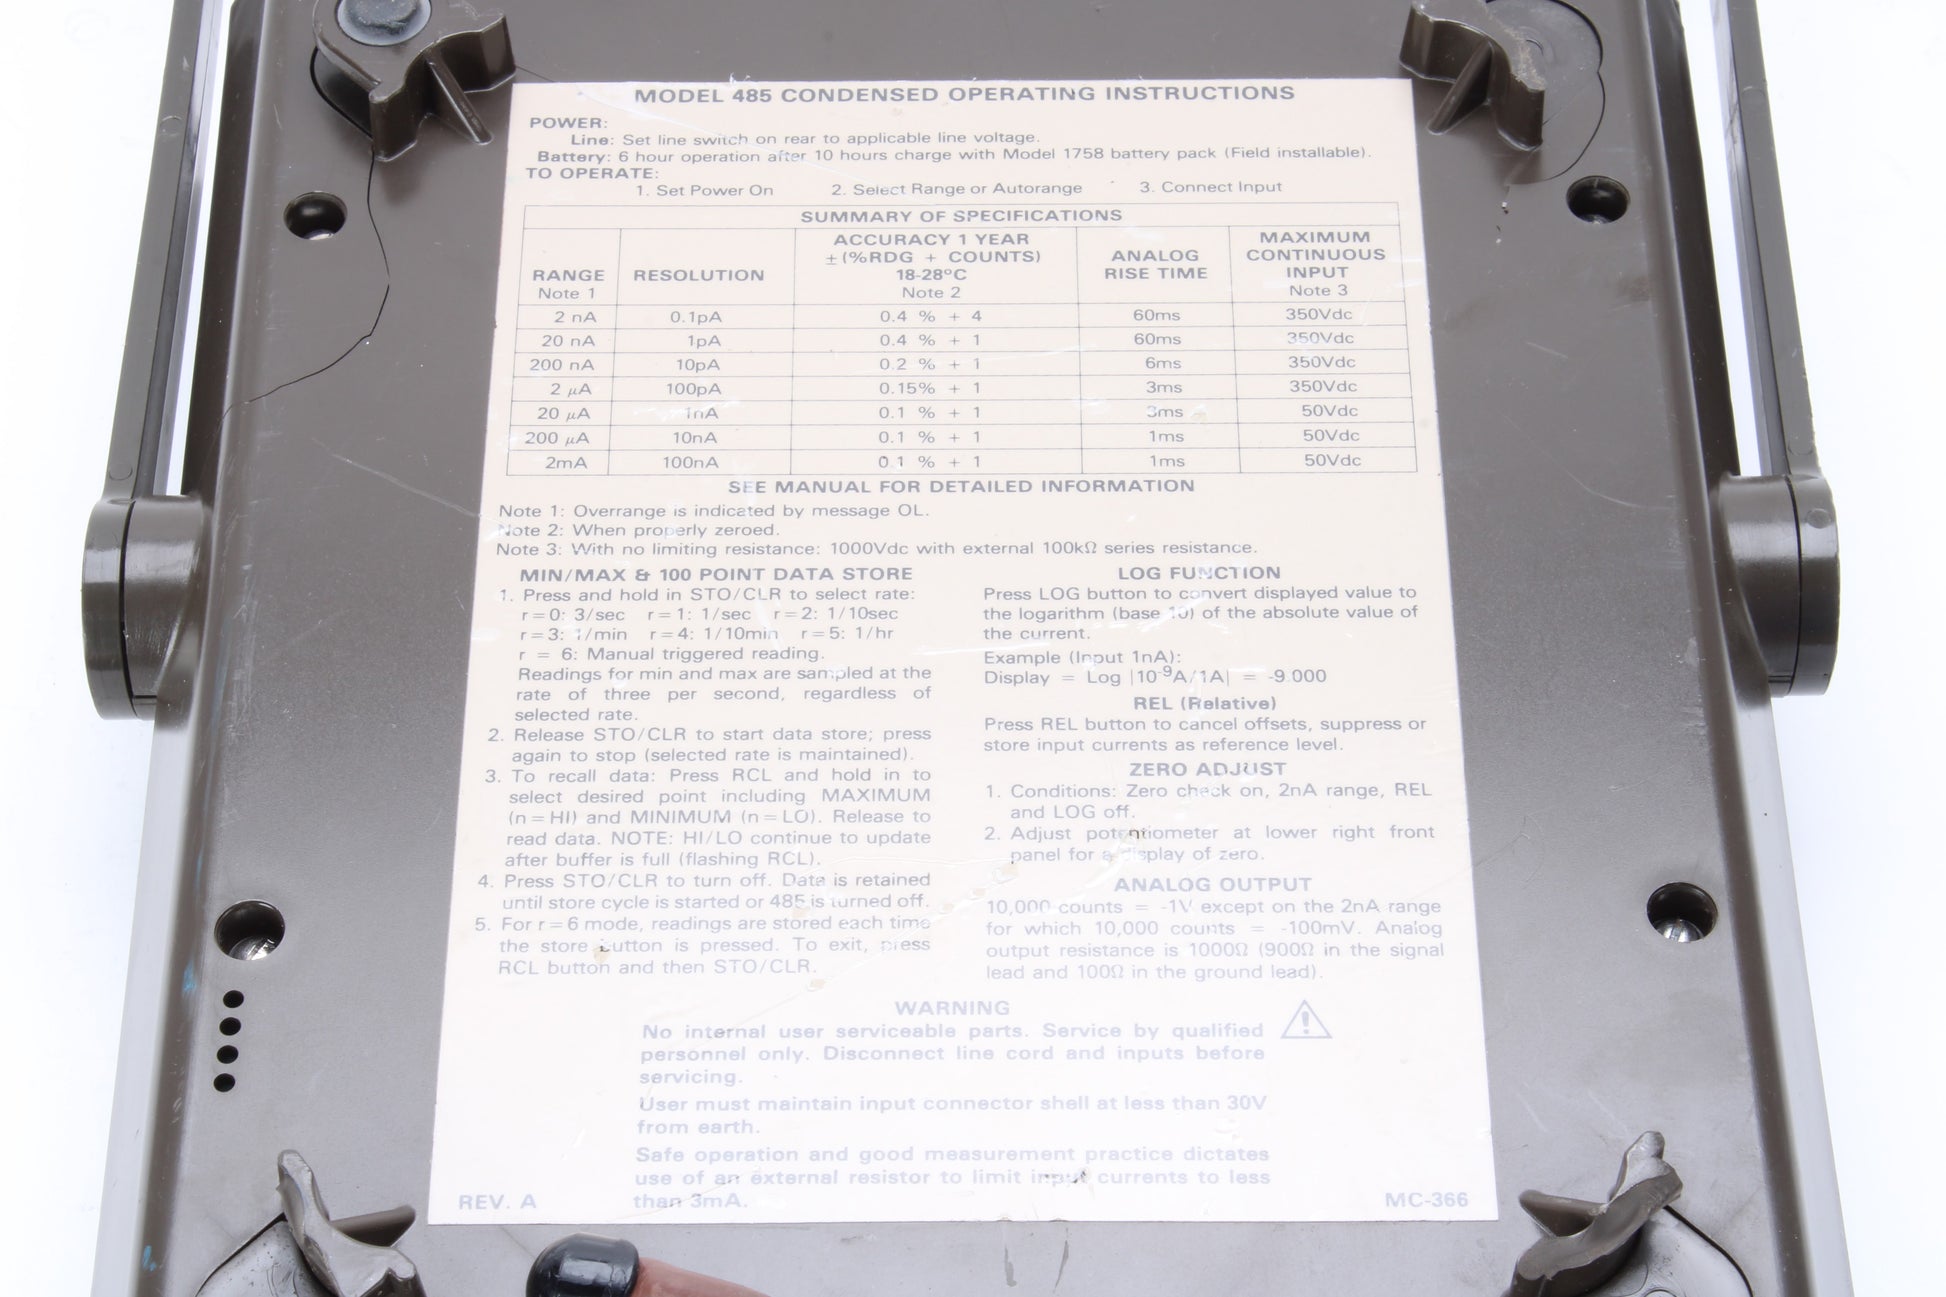 MODEL 485 CONDENSED OPERATING INSTRUCTIONS
POWER:
Line: Set line switch on rear to applicable line voltage.
Battery: 6 hour operation after 10 hours charge with Model 1758 battery pack (Field installable).
TO OPERATE:
1. Set Power On 2. Select Range or Autorange 3. Connect Input
SUMMARY OF SPECIFICATIONS
RANGE Note 1 RESOLUTION ACCURACY 1 YEAR ±(%RDG + COUNTS) 18-28°C Note 2 ANALOG RISE TIME MAXIMUM CONTINUOUS INPUT Note 3
2 nA 0.1pA 0.4 % + 4 60ms 350Vdc
20 nA 1pA 0.4 % + 1 60ms 350Vdc
200 nA 10pA 0.2 % + 1 6ms 350Vdc
2 μA 100pA 0.15% + 1 3ms 350Vdc
20 μA 1nA 0.1 % + 1 3ms 50Vdc
200 μA 10nA 0.1 % + 1 1ms 50Vdc
2mA 100nA 0.1 % + 1 1ms 50Vdc
SEE MANUAL FOR DETAILED INFORMATION
Note 1: Overrange is indicated by message OL.
Note 2: When properly zeroed.
Note 3: With no limiting resistance: 1000Vdc with external 100kΩ series resistance.
MIN/MAX & 100 POINT DATA STORE
1. Press and hold in STO/CLR to select rate:
r=0: 3/sec r=1: 1/sec r=2: 1/10sec
r=3: 1/min r=4: 1/10min r=5: 1/hr
r = 6: Manual triggered reading.
Readings for min and max are sampled at the
rate of three per second, regardless of
selected rate.
2. Release STO/CLR to start data store; press
again to stop (selected rate is maintained).
3. To recall data: Press RCL and hold in to
select desired point including MAXIMUM
(n=HI) and MINIMUM (n=LO). Release to
read data. NOTE: HI/LO continue to update
after buffer is full (flashing RCL).
4. Press STO/CLR to turn off. Data is retained
until store cycle is started or 485 is turned off.
5. For r=6 mode, readings are stored each time
the store button is pressed. To exit, press
RCL button and then STO/CLR.
LOG FUNCTION
Press LOG button to convert displayed value to
the logarithm (base 10) of the absolute value of
the current.
Example (Input 1nA):
Display = Log |10⁻⁹A/1A| = -9.000
REL (Relative)
Press REL button to cancel offsets, suppress or
store input currents as reference level.
ZERO ADJUST
1. Conditions: Zero check on, 2nA range, REL
and LOG off.
2. Adjust potentiometer at lower right front
panel for a display of zero.
ANALOG OUTPUT
10,000 counts = -1V except on the 2nA range
for which 10,000 counts = -100mV. Analog
output resistance is 1000Ω (900Ω in the signal
lead and 100Ω in the ground lead).
WARNING
No internal user serviceable parts. Service by qualified
personnel only. Disconnect line cord and inputs before
servicing.
User must maintain input connector shell at less than 30V
from earth.
Safe operation and good measurement practice dictates
use of an external resistor to limit input currents to less
than 3mA.
REV. A MC-366